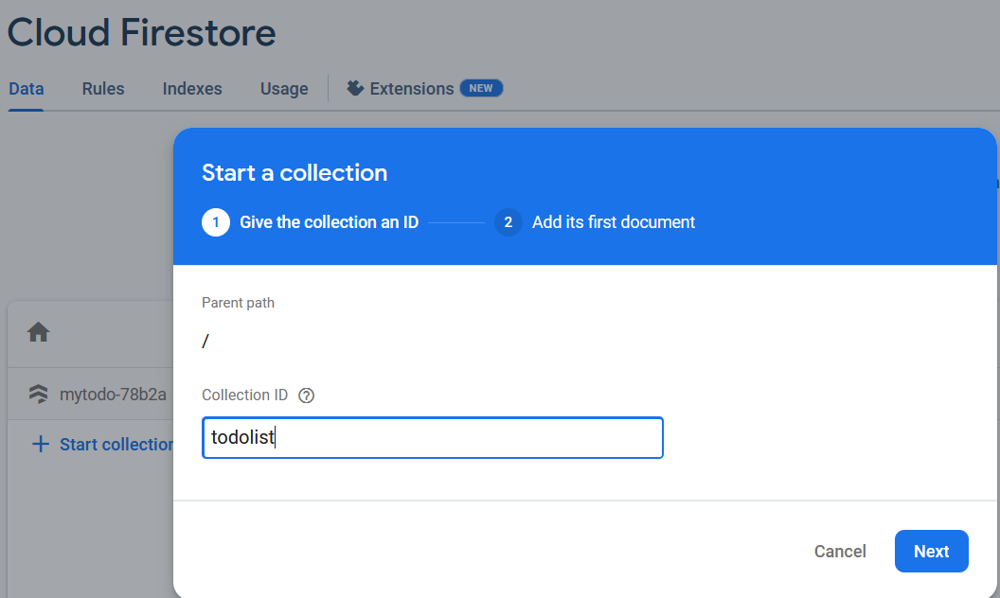 Cloud Firestore
Data Rules Indexes Usage Extensions NEW
Start a collection
1 Give the collection an ID 2 Add its first document
Parent path
/
mytodo-78b2a
Collection ID ?
Start collection
todolist
Cancel Next